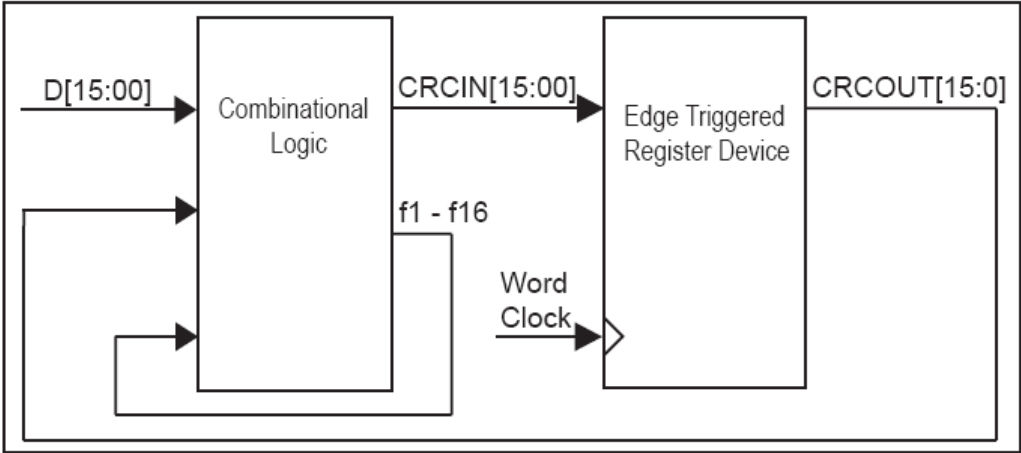 D[15:00]
Combinational
Logic
CRCIN[15:00]
f1 - f16
Edge Triggered
Register Device
Word
Clock
CRCOUT[15:0]